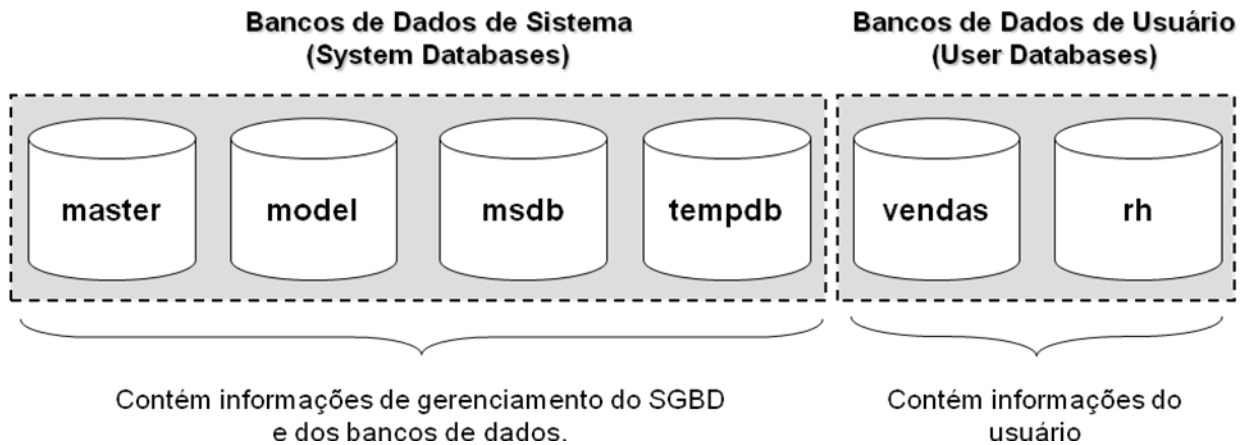 Bancos de Dados de Sistema
(System Databases)
Bancos de Dados de Usuário
(User Databases)
master
model
msdb
tempdb
vendas
rh
Contém informações de gerenciamento do SGBD
e dos bancos de dados.
Contém informações do
usuário